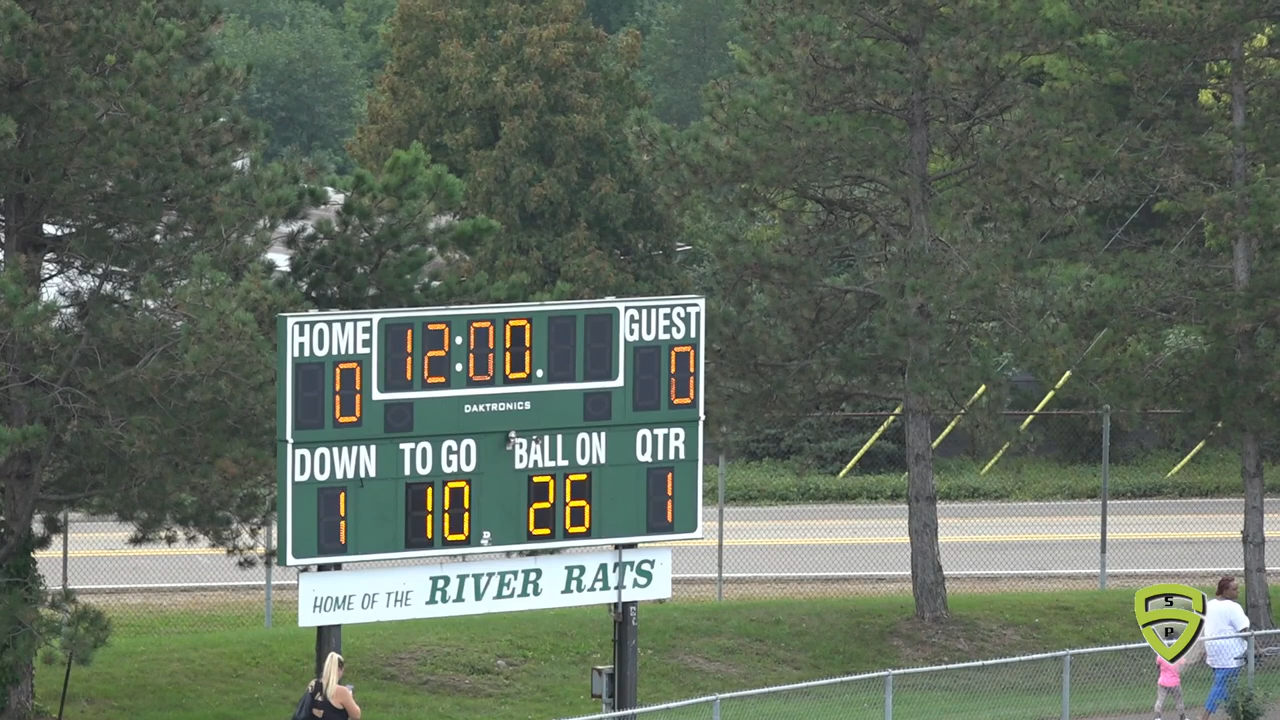 HOME 12:00. GUEST
0 0
DAKTRONICS
DOWN TO GO BALL ON QTR
1 10 26 1
HOME OF THE RIVER RATS
S
P